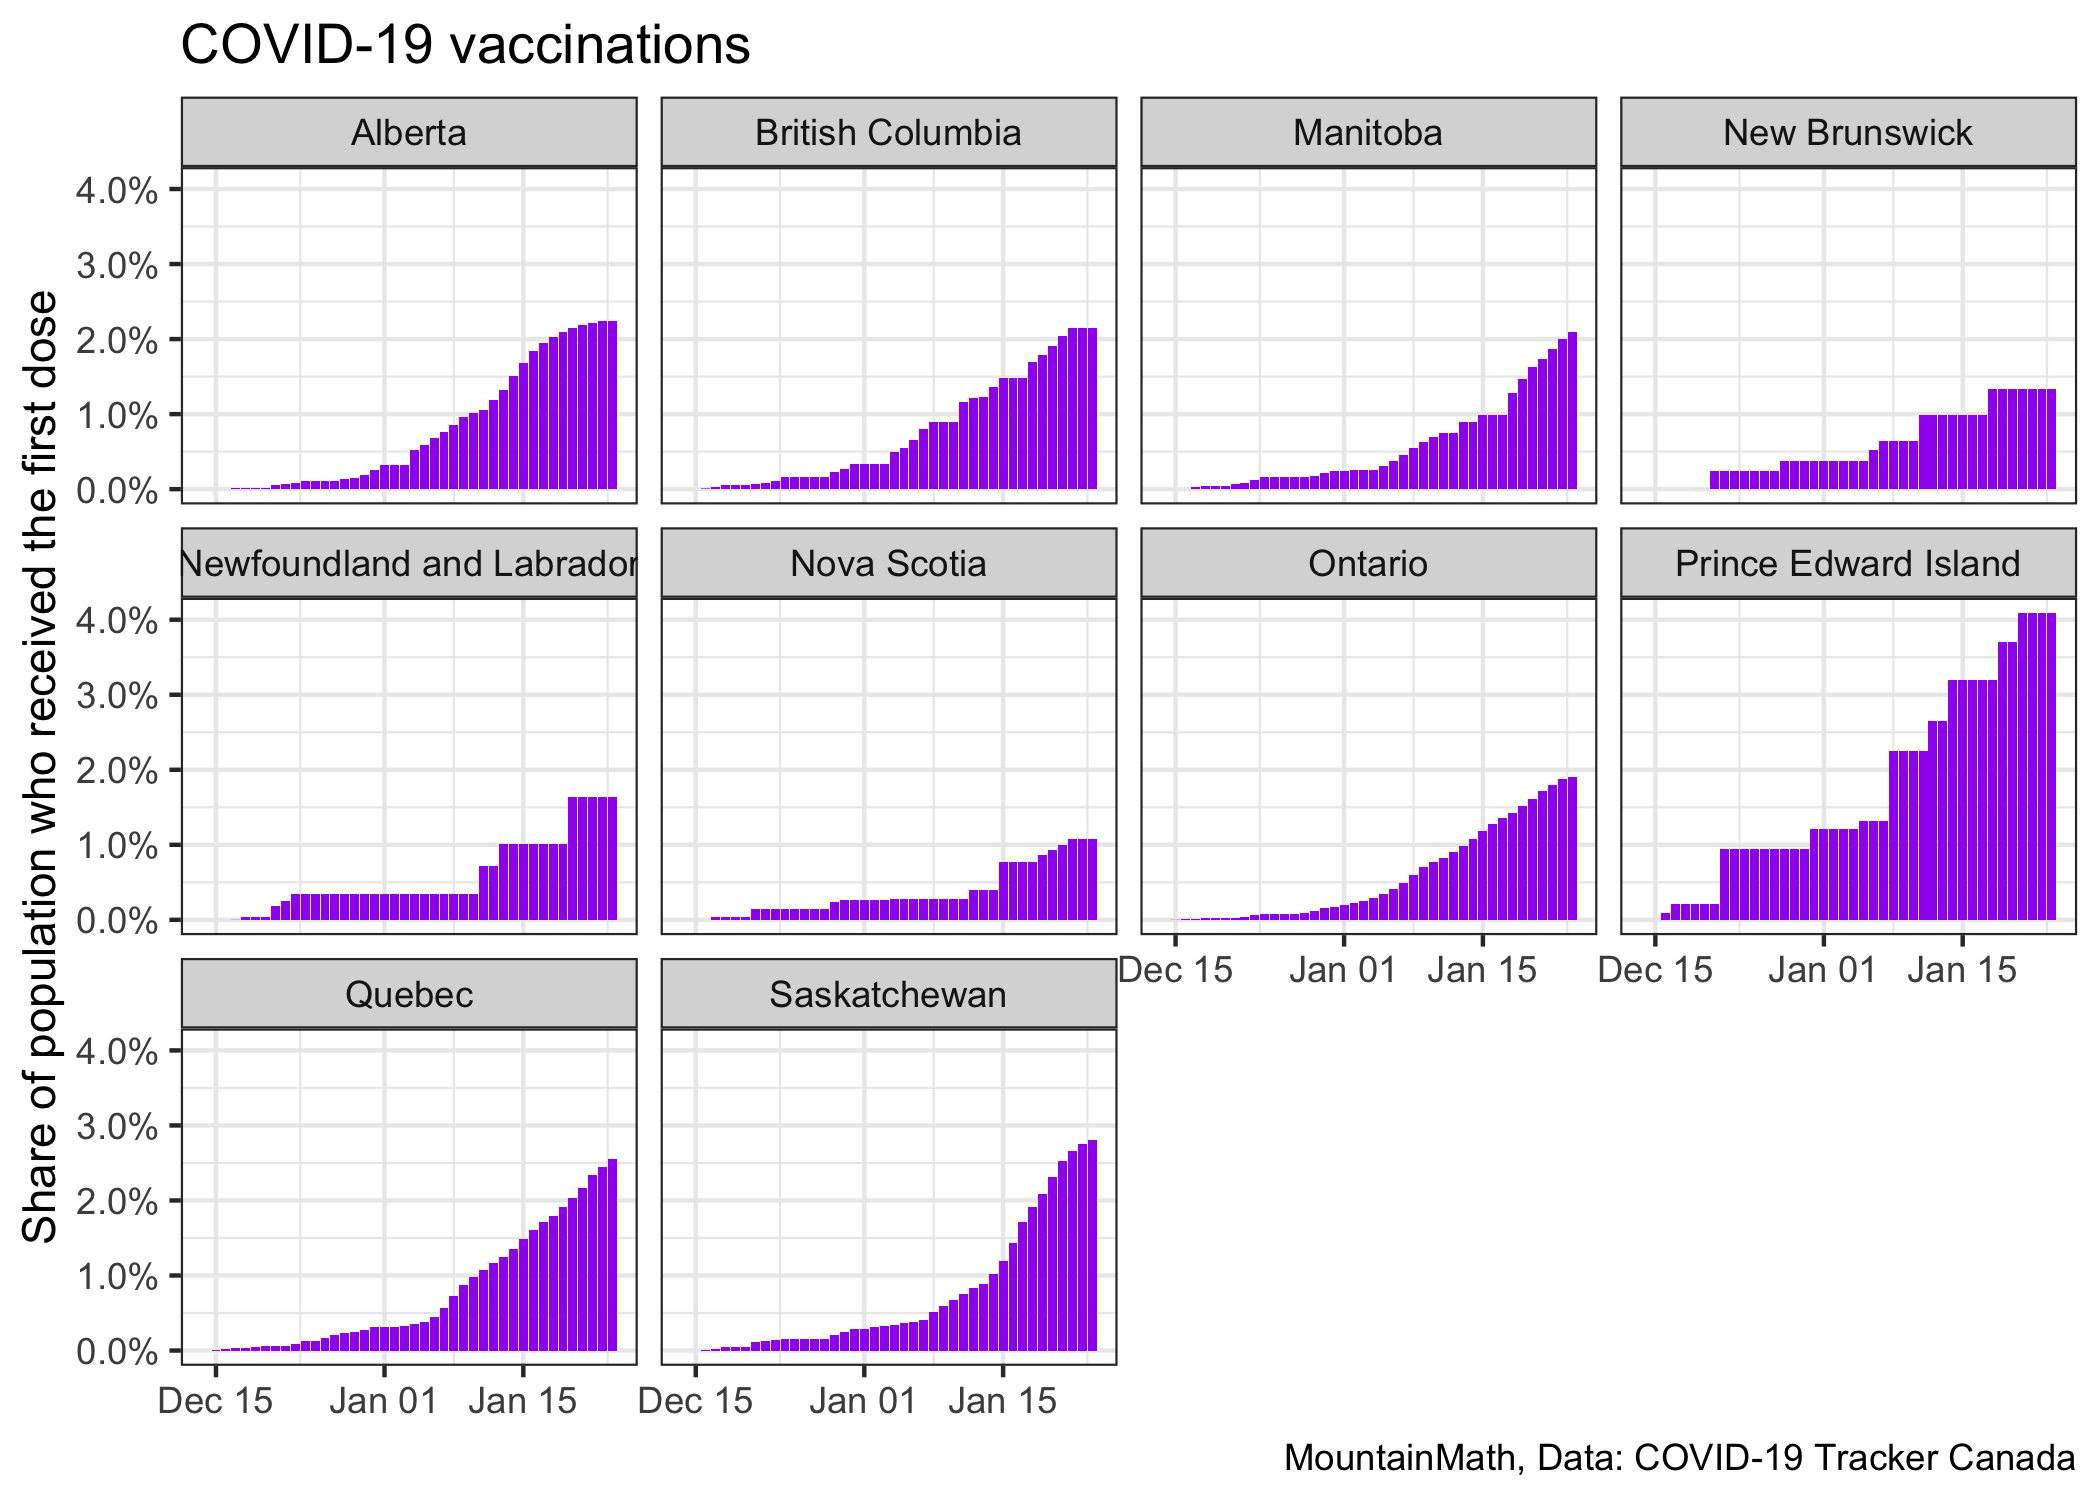 COVID-19 vaccinations
Share of population who received the first dose
Alberta
British Columbia
Manitoba
New Brunswick
4.0%
3.0%
2.0%
1.0%
0.0%
Newfoundland and Labrador
Nova Scotia
Ontario
Prince Edward Island
4.0%
3.0%
2.0%
1.0%
0.0%
Dec 15 Jan 01 Jan 15
Dec 15 Jan 01 Jan 15
Quebec
Saskatchewan
4.0%
3.0%
2.0%
1.0%
0.0%
Dec 15 Jan 01 Jan 15
Dec 15 Jan 01 Jan 15
MountainMath, Data: COVID-19 Tracker Canada